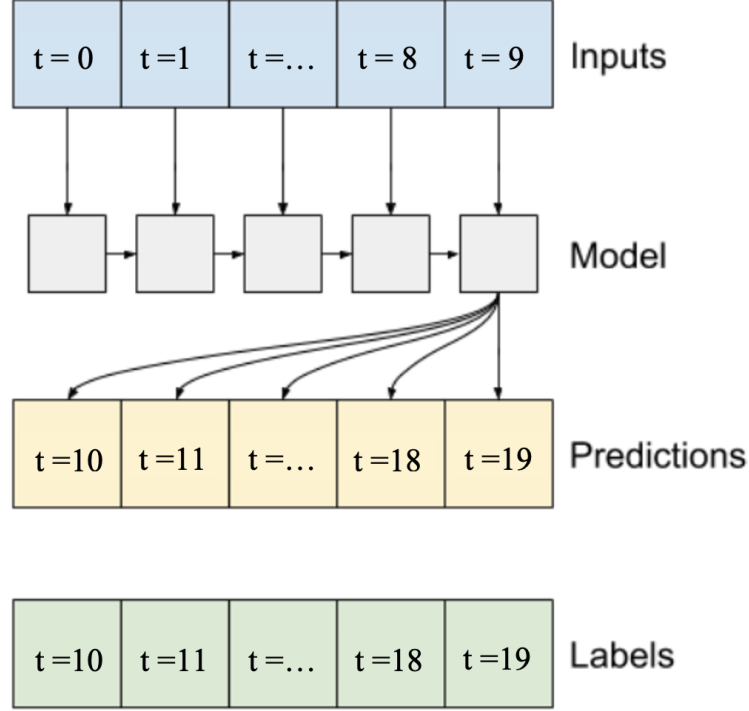 t = 0 t =1 t =... t = 8 t = 9 Inputs
Model
t =10 t =11 t =... t =18 t =19 Predictions
t =10 t =11 t =... t =18 t =19 Labels